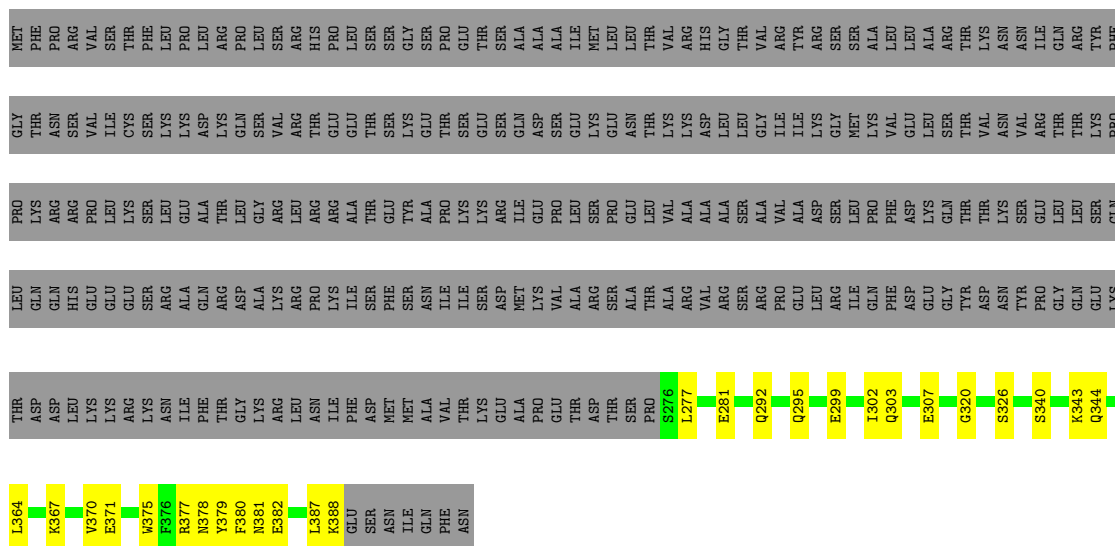 MET PHE PRO ARG VAL SER THR PHE LEU PRO LEU ARG PRO LEU SER ARG HIS PRO LEU SER SER GLY SER PRO GLU THR SER ALA ALA ALA ILE MET LEU LEU THR VAL ARG HIS GLY THR VAL ARG TYR ARG SER SER ALA LEU LEU ALA ARG THR LYS ASN ASN ILE GLN ARG TYR PHE
GLY THR ASN SER VAL ILE CYS SER LYS LYS ASP LYS GLN SER VAL ARG THR GLU GLU THR SER LYS GLU THR SER GLU SER GLN ASP SER GLU LYS GLU ASN THR LYS LYS ASP LEU LEU GLY ILE ILE LYS GLY MET LYS VAL GLU LEU SER THR VAL ASN VAL ARG THR THR LYS PRO
PRO LYS ARG ARG PRO LEU LYS SER LEU GLU ALA THR LEU GLY ARG LEU ARG ARG ALA THR GLU TYR ALA PRO LYS LYS ARG ILE GLU PRO LEU SER PRO GLU LEU VAL ALA ALA ALA SER ALA VAL ALA ASP SER LEU PRO PHE ASP LYS GLN THR THR LYS SER GLU LEU LEU SER GLN
LEU GLN GLN HIS GLU GLU GLU SER ARG ALA GLN ARG ASP ALA LYS ARG PRO LYS ILE SER PHE SER ASN ILE ILE SER ASP MET LYS VAL ALA ARG SER ALA THR ALA ARG VAL ARG SER ARG PRO GLU LEU ARG ILE GLN PHE ASP GLU GLY TYR ASP ASN TYR PRO GLY GLN GLU LYS
THR ASP ASP LEU LYS LYS ARG LYS ASN ILE PHE THR GLY LYS ARG LEU ASN ILE PHE ASP MET MET ALA VAL THR LYS GLU ALA PRO GLU THR ASP THR SER PRO S276 L277 E281 Q292 Q295 E299 I302 Q303 E307 G320 S326 S340 K343 Q344
L364 K367 V370 E371 W375 F376 R377 N378 Y379 F380 N381 E382 L387 K388 GLU SER ASN ILE GLN PHE ASN